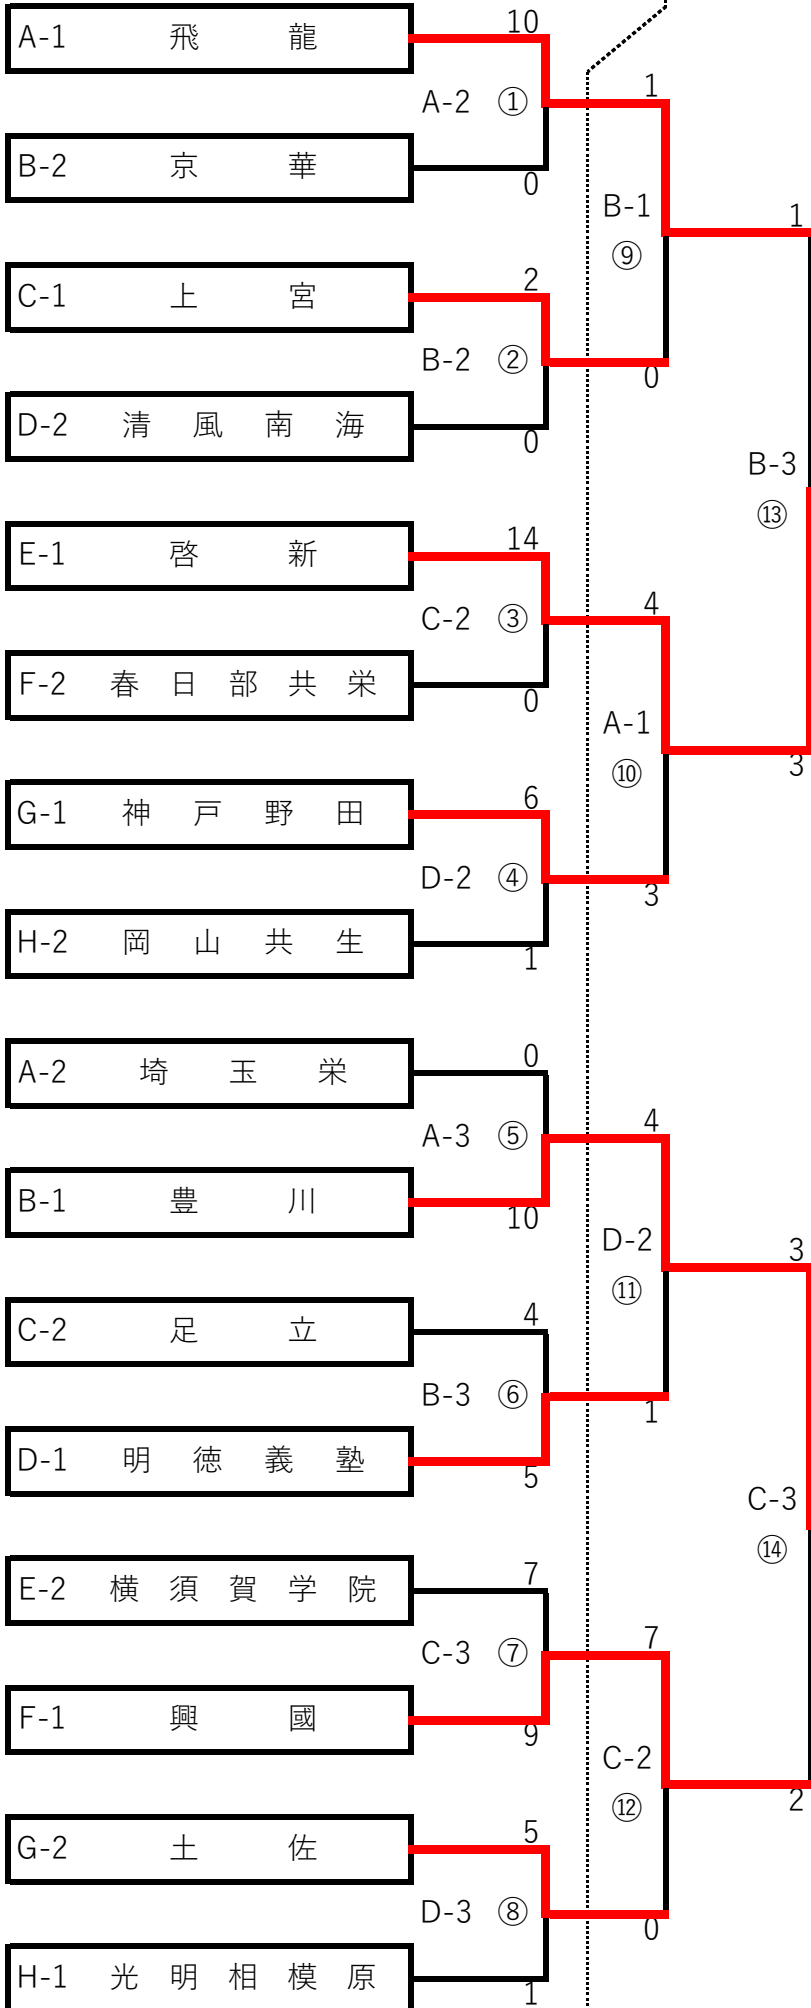 A-1 飛龍
10
A-2 ①
B-2 京華
0
1
B-1
⑨
1
C-1 上宮
2
B-2 ②
0
D-2 清風南海
0
B-3
⑬
E-1 啓新
14
C-2 ③
4
F-2 春日部共栄
0
A-1
⑩
3
G-1 神戸野田
6
D-2 ④
3
H-2 岡山共生
1
A-2 埼玉栄
0
A-3 ⑤
4
B-1 豊川
10
D-2
⑪
3
C-2 足立
4
B-3 ⑥
1
D-1 明徳義塾
5
C-3
⑭
E-2 横須賀学院
7
C-3 ⑦
7
F-1 興國
9
C-2
⑫
2
G-2 土佐
5
D-3 ⑧
0
H-1 光明相模原
1